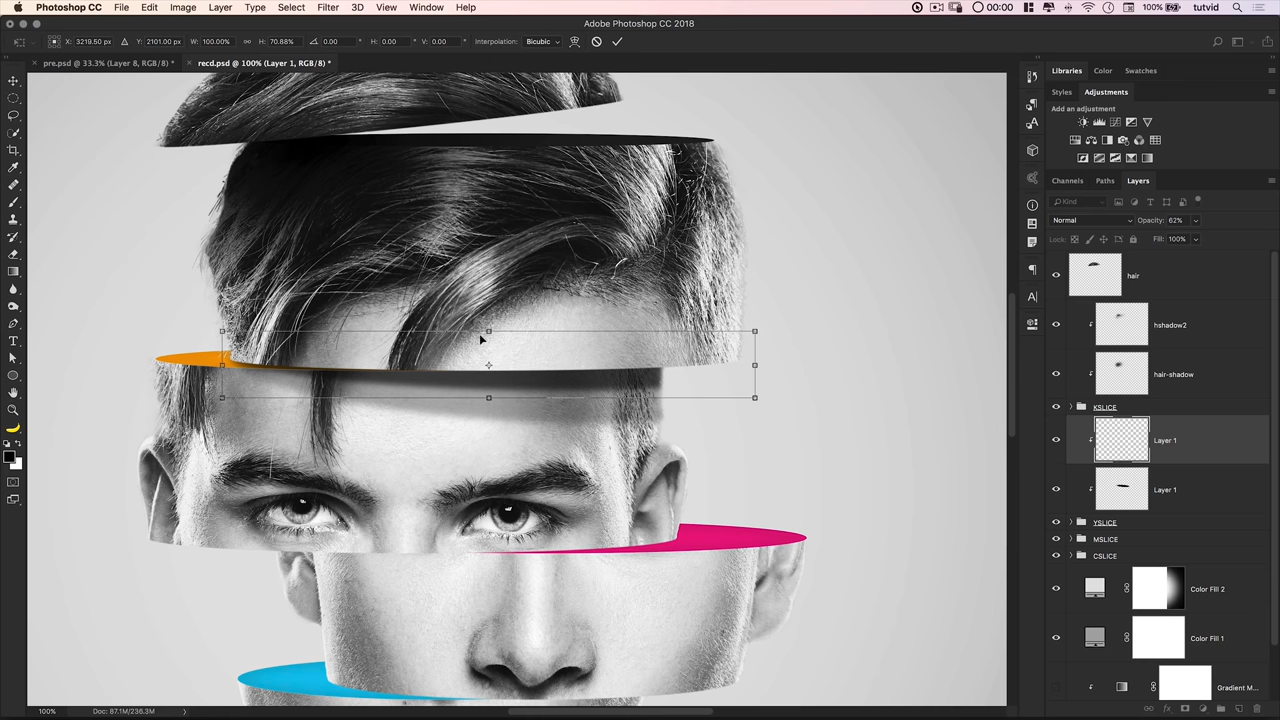 Photoshop CC File Edit Image Layer Type Select Filter 3D View Window Help 00:00 100% tutvid
Adobe Photoshop CC 2018
X: 3219.50 px Y: 2101.00 px W: 100.00% H: 70.88% 0.00 ° H: 0.00 ° V: 0.00 ° Interpolation: Bicubic
× pre.psd @ 33.3% (Layer 8, RGB/8) * × recd.psd @ 100% (Layer 1, RGB/8) *
Libraries Color Swatches
Styles Adjustments
Add an adjustment
Channels Paths Layers
Kind
Normal Opacity: 62%
Lock: Fill: 100%
hair
hshadow2
hair-shadow
KSLICE
Layer 1
Layer 1
YSLICE
MSLICE
CSLICE
Color Fill 2
Color Fill 1
Gradient M...
100% Doc: 87.1M/236.3M